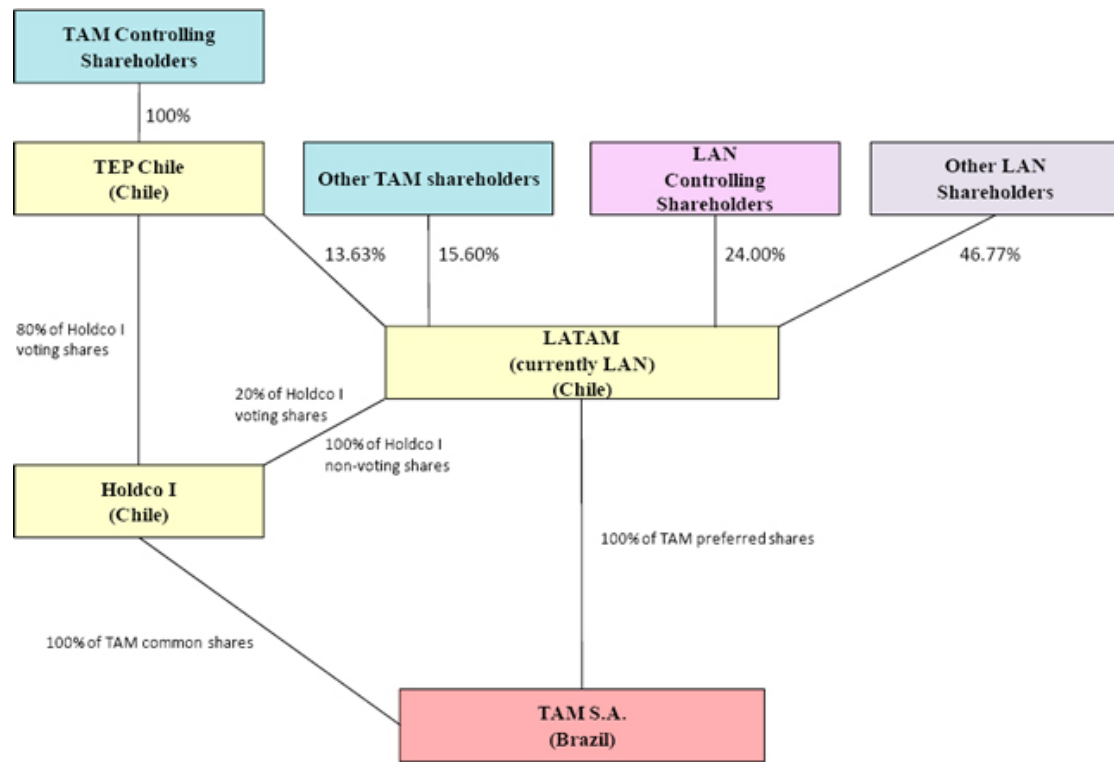 TAM Controlling
Shareholders
100%
TEP Chile
(Chile)
Other TAM shareholders
LAN
Controlling
Shareholders
Other LAN
Shareholders
13.63%
15.60%
24.00%
46.77%
80% of Holdco I
voting shares
LATAM
(currently LAN)
(Chile)
20% of Holdco I
voting shares
100% of Holdco I
non-voting shares
Holdco I
(Chile)
100% of TAM preferred shares
100% of TAM common shares
TAM S.A.
(Brazil)